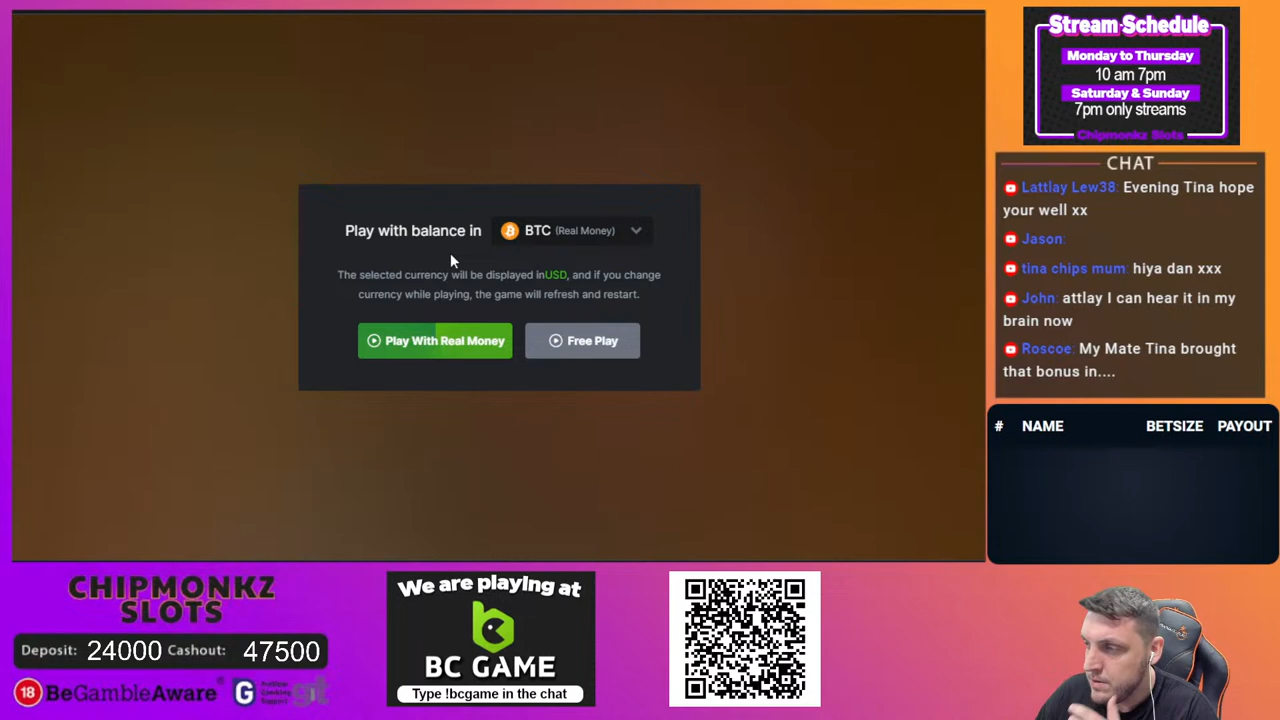 Play with balance in BTC (Real Money)
The selected currency will be displayed inUSD, and if you change
currency while playing, the game will refresh and restart.
Play With Real Money
Free Play
Stream Schedule
Monday to Thursday
10 am 7pm
Saturday & Sunday
7pm only streams
Chipmonkz Slots
CHAT
Lattlay Lew38: Evening Tina hope
your well xx
Jason:
tina chips mum: hiya dan xxx
John: attlay I can hear it in my
brain now
Roscoe: My Mate Tina brought
that bonus in....
# NAME BETSIZE PAYOUT
CHIPMONKZ
SLOTS
Deposit: 24000 Cashout: 47500
18 BeGambleAware
We are playing at
BC GAME
Type !bcgame in the chat